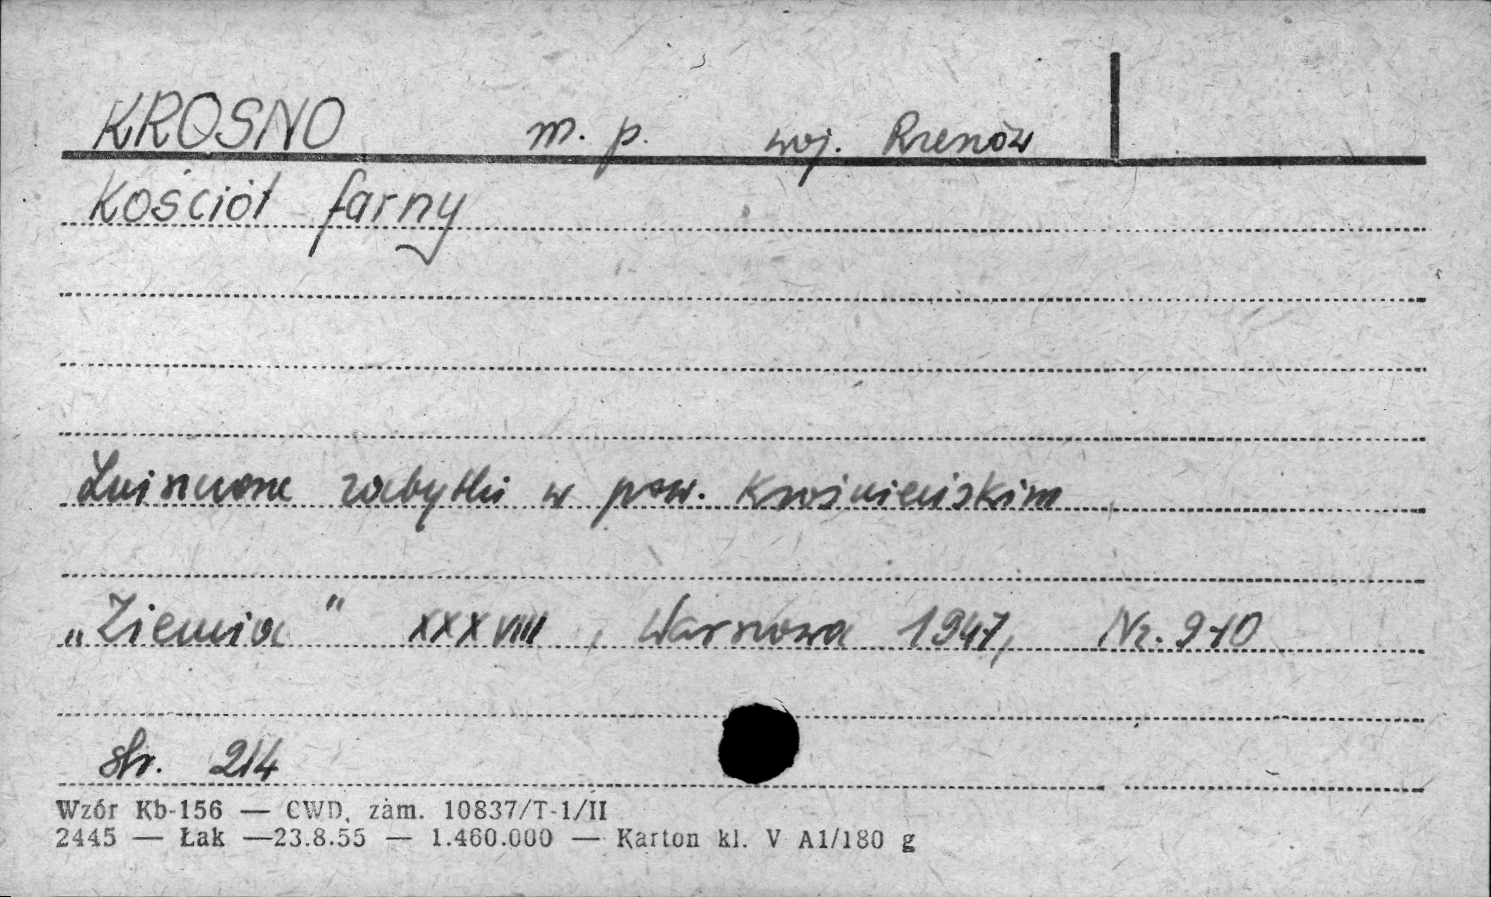 KROSNO m. p. woj. Rzeszów
Kościół farny
Zniszczone zabytki w pow. Krośnieńskim
„Ziemia" XXXVIII, Warszawa 1947, Nr. 9-10
str. 214
Wzór Kb-156 — CWD, zam. 10837/T-1/II
2445 — Łak —23.8.55 — 1.460.000 — Karton kl. V A1/180 g